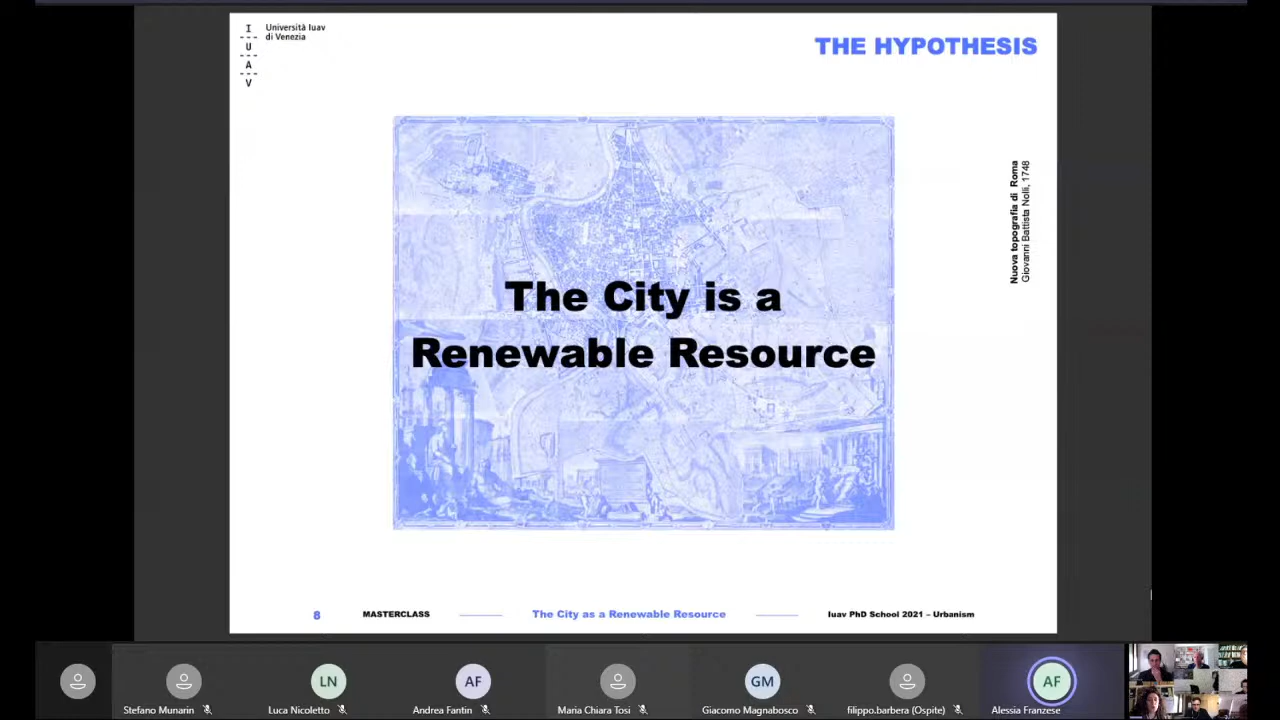 I
U
A
V
Università Iuav
di Venezia
THE HYPOTHESIS
Nuova topografia di Roma
Giovanni Battista Nolli, 1748
The City is a
Renewable Resource
8
MASTERCLASS
The City as a Renewable Resource
Iuav PhD School 2021 – Urbanism
LN
AF
GM
AF
Stefano Munarin
Luca Nicoletto
Andrea Fantin
Maria Chiara Tosi
Giacomo Magnabosco
filippo.barbera (Ospite)
Alessia Franzese